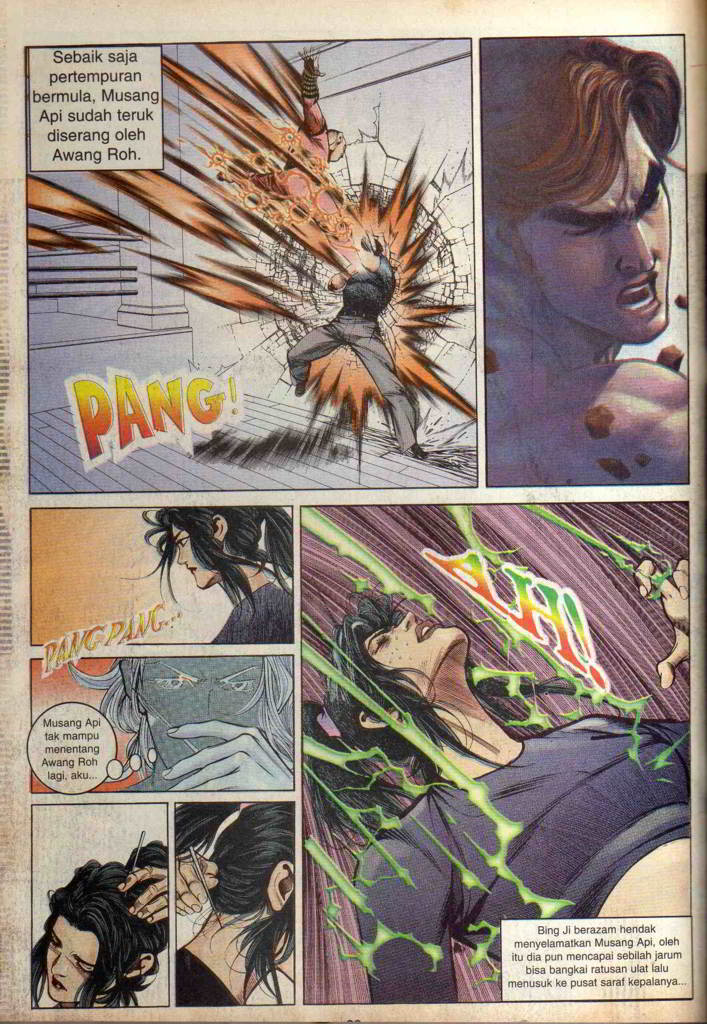 Sebaik saja
pertempuran
bermula, Musang
Api sudah teruk
diserang oleh
Awang Roh.
PANG!
PANG PANG...
Musang Api
tak mampu
menentang
Awang Roh
lagi, aku...
AH!
Bing Ji berazam hendak
menyelamatkan Musang Api, oleh
itu dia pun mencapai sebilah jarum
bisa bangkai ratusan ulat lalu
menusuk ke pusat saraf kepalanya...